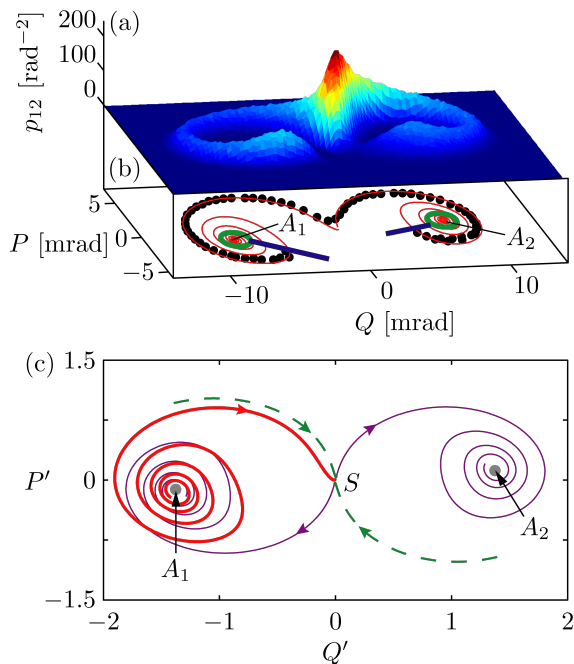 (a)
200
100
0
p₁₂ [rad⁻²]
(b)
5
0
−5
P [mrad]
A₁
A₂
−10
0
10
Q [mrad]
(c)
1.5
0
−1.5
P′
S
A₁
A₂
−2
−1
0
1
2
Q′